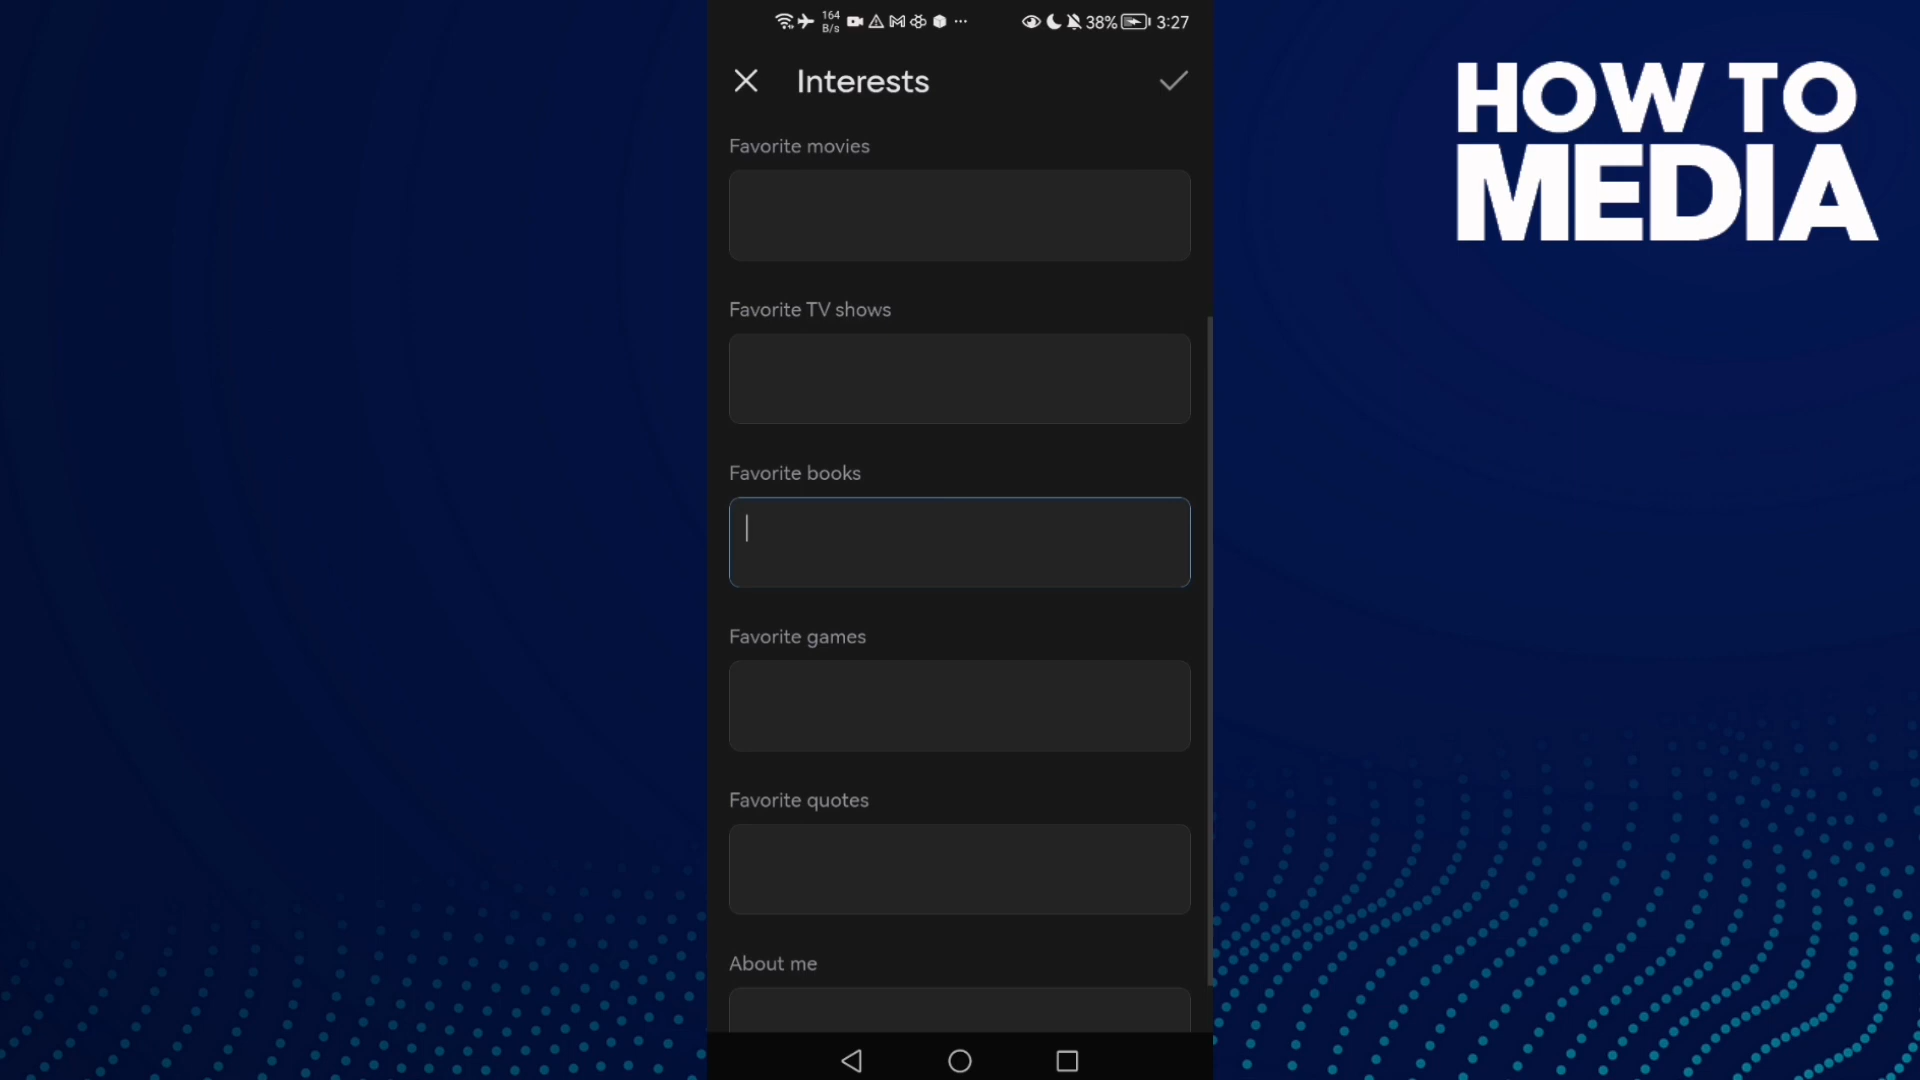 164
B/s
38%
3:27
Interests
HOW TO
MEDIA
Favorite movies
Favorite TV shows
Favorite books
Favorite games
Favorite quotes
About me